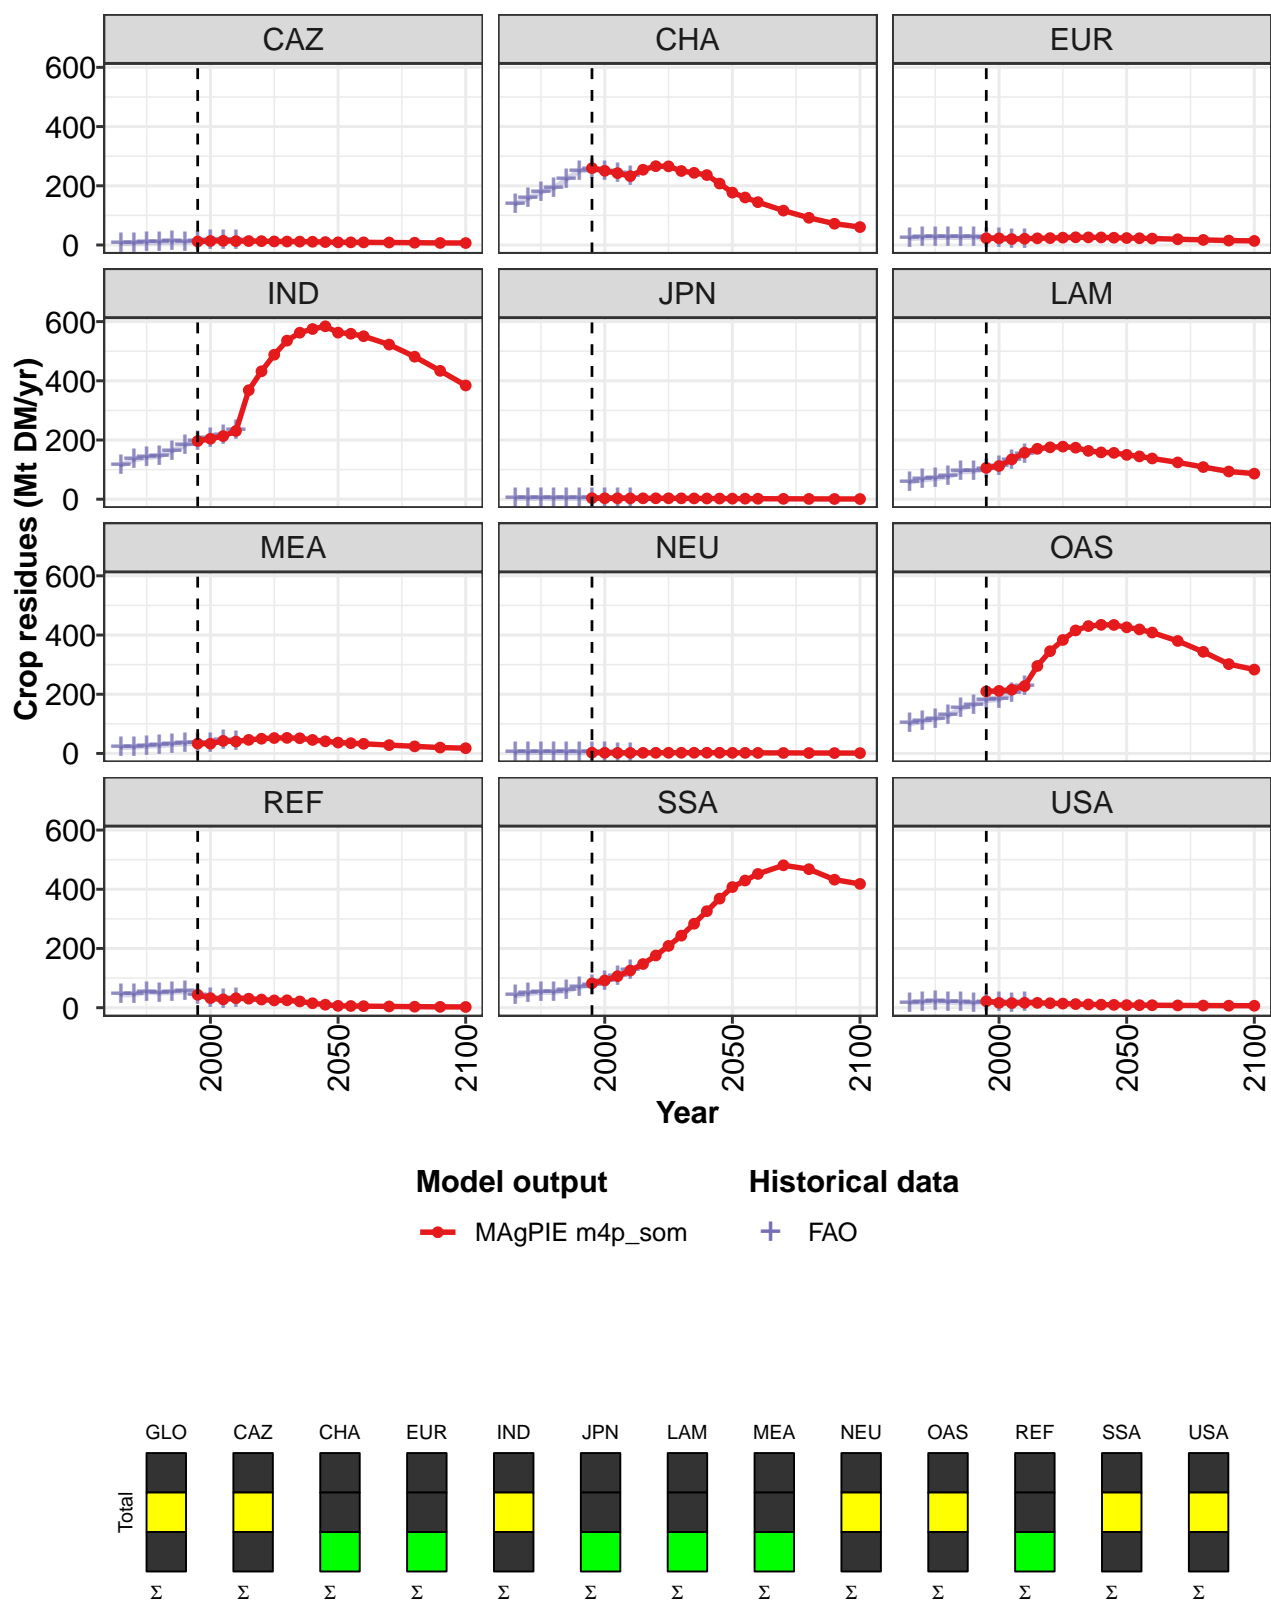 CAZ CHA EUR
600
400
200
0
IND JPN LAM
600
400
200
0
MEA NEU OAS
600
400
200
0
REF SSA USA
600
400
200
0
Crop residues (Mt DM/yr)
2000 2050 2100 2000 2050 2100 2000 2050 2100
Year
Model output Historical data
MAgPIE m4p_som FAO
GLO CAZ CHA EUR IND JPN LAM MEA NEU OAS REF SSA USA
Total
Σ Σ Σ Σ Σ Σ Σ Σ Σ Σ Σ Σ Σ